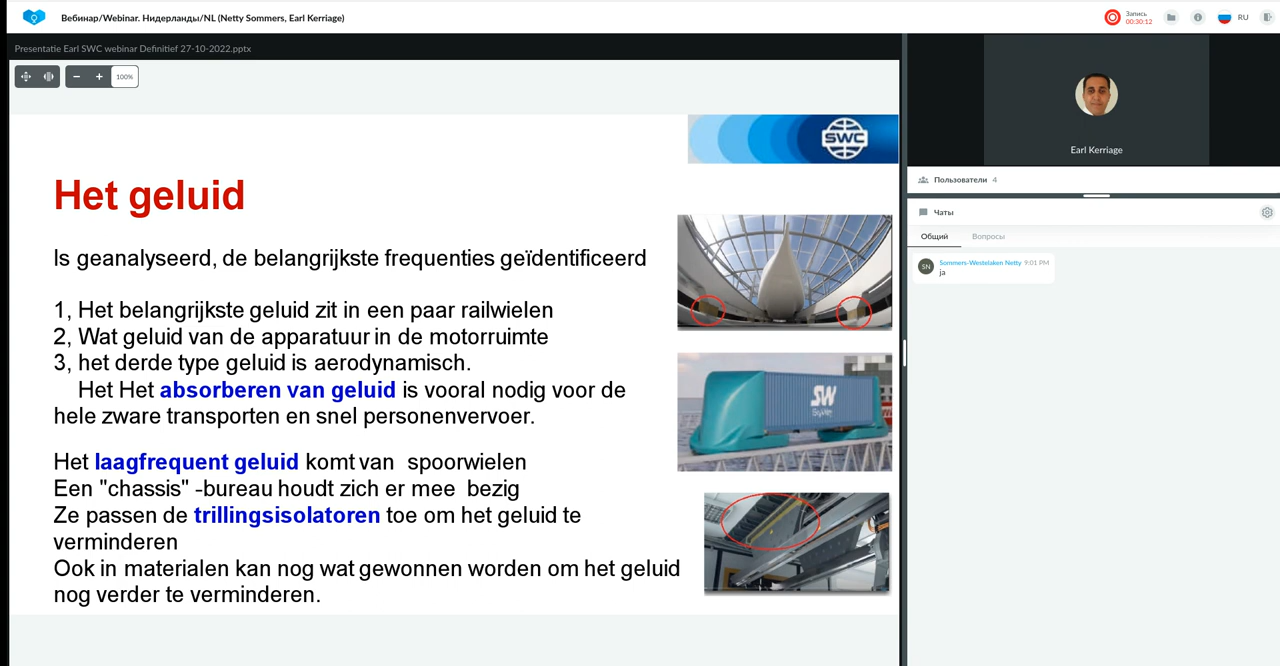 Вебинар/Webinar. Нидерланды/NL (Netty Sommers, Earl Kerriage)
Запись
00:30:12
RU
Presentatie Earl SWC webinar Definitief 27-10-2022.pptx
100%
SWC
Het geluid
Is geanalyseerd, de belangrijkste frequenties geïdentificeerd
1, Het belangrijkste geluid zit in een paar railwielen
2, Wat geluid van de apparatuur in de motorruimte
3, het derde type geluid is aerodynamisch.
Het Het absorberen van geluid is vooral nodig voor de
hele zware transporten en snel personenvervoer.
Het laagfrequent geluid komt van spoorwielen
Een "chassis" -bureau houdt zich er mee bezig
Ze passen de trillingsisolatoren toe om het geluid te
verminderen
Ook in materialen kan nog wat gewonnen worden om het geluid
nog verder te verminderen.
SW
Earl Kerriage
Пользователи 4
Чаты
Общий Вопросы
SN
Sommers-Westelaken Netty 9:01 PM
ja